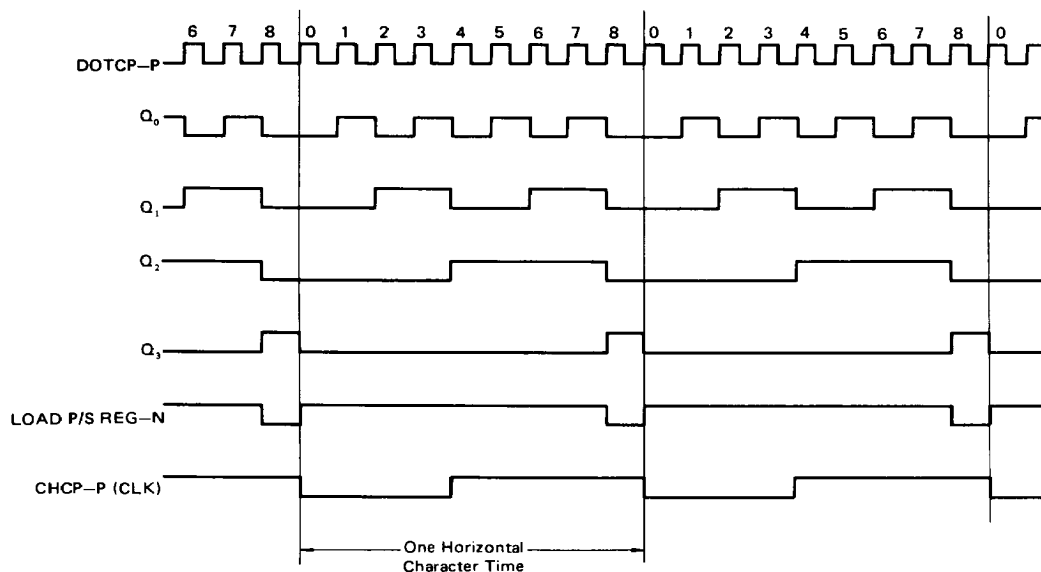 6 7 8 0 1 2 3 4 5 6 7 8 0 1 2 3 4 5 6 7 8 0
DOTCP–P
Q₀
Q₁
Q₂
Q₃
LOAD P/S REG–N
CHCP–P (CLK)
One Horizontal
Character Time